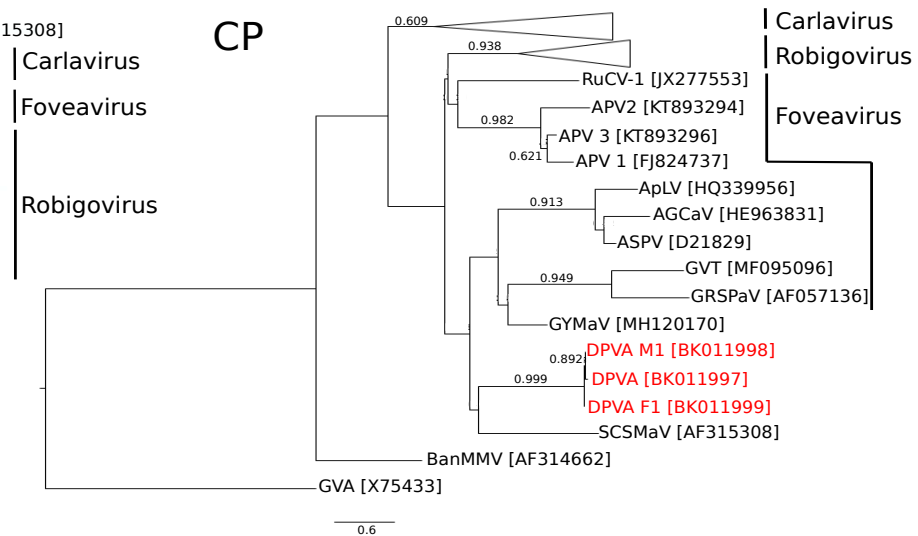 15308]
CP
Carlavirus
Foveavirus
Robigovirus
0.609
Carlavirus
0.938
Robigovirus
RuCV-1 [JX277553]
APV2 [KT893294]
Foveavirus
0.982
APV 3 [KT893296]
0.621
APV 1 [FJ824737]
ApLV [HQ339956]
0.913
AGCaV [HE963831]
ASPV [D21829]
GVT [MF095096]
0.949
GRSPaV [AF057136]
GYMaV [MH120170]
DPVA M1 [BK011998]
0.892
DPVA [BK011997]
0.999
DPVA F1 [BK011999]
SCSMaV [AF315308]
BanMMV [AF314662]
GVA [X75433]
0.6